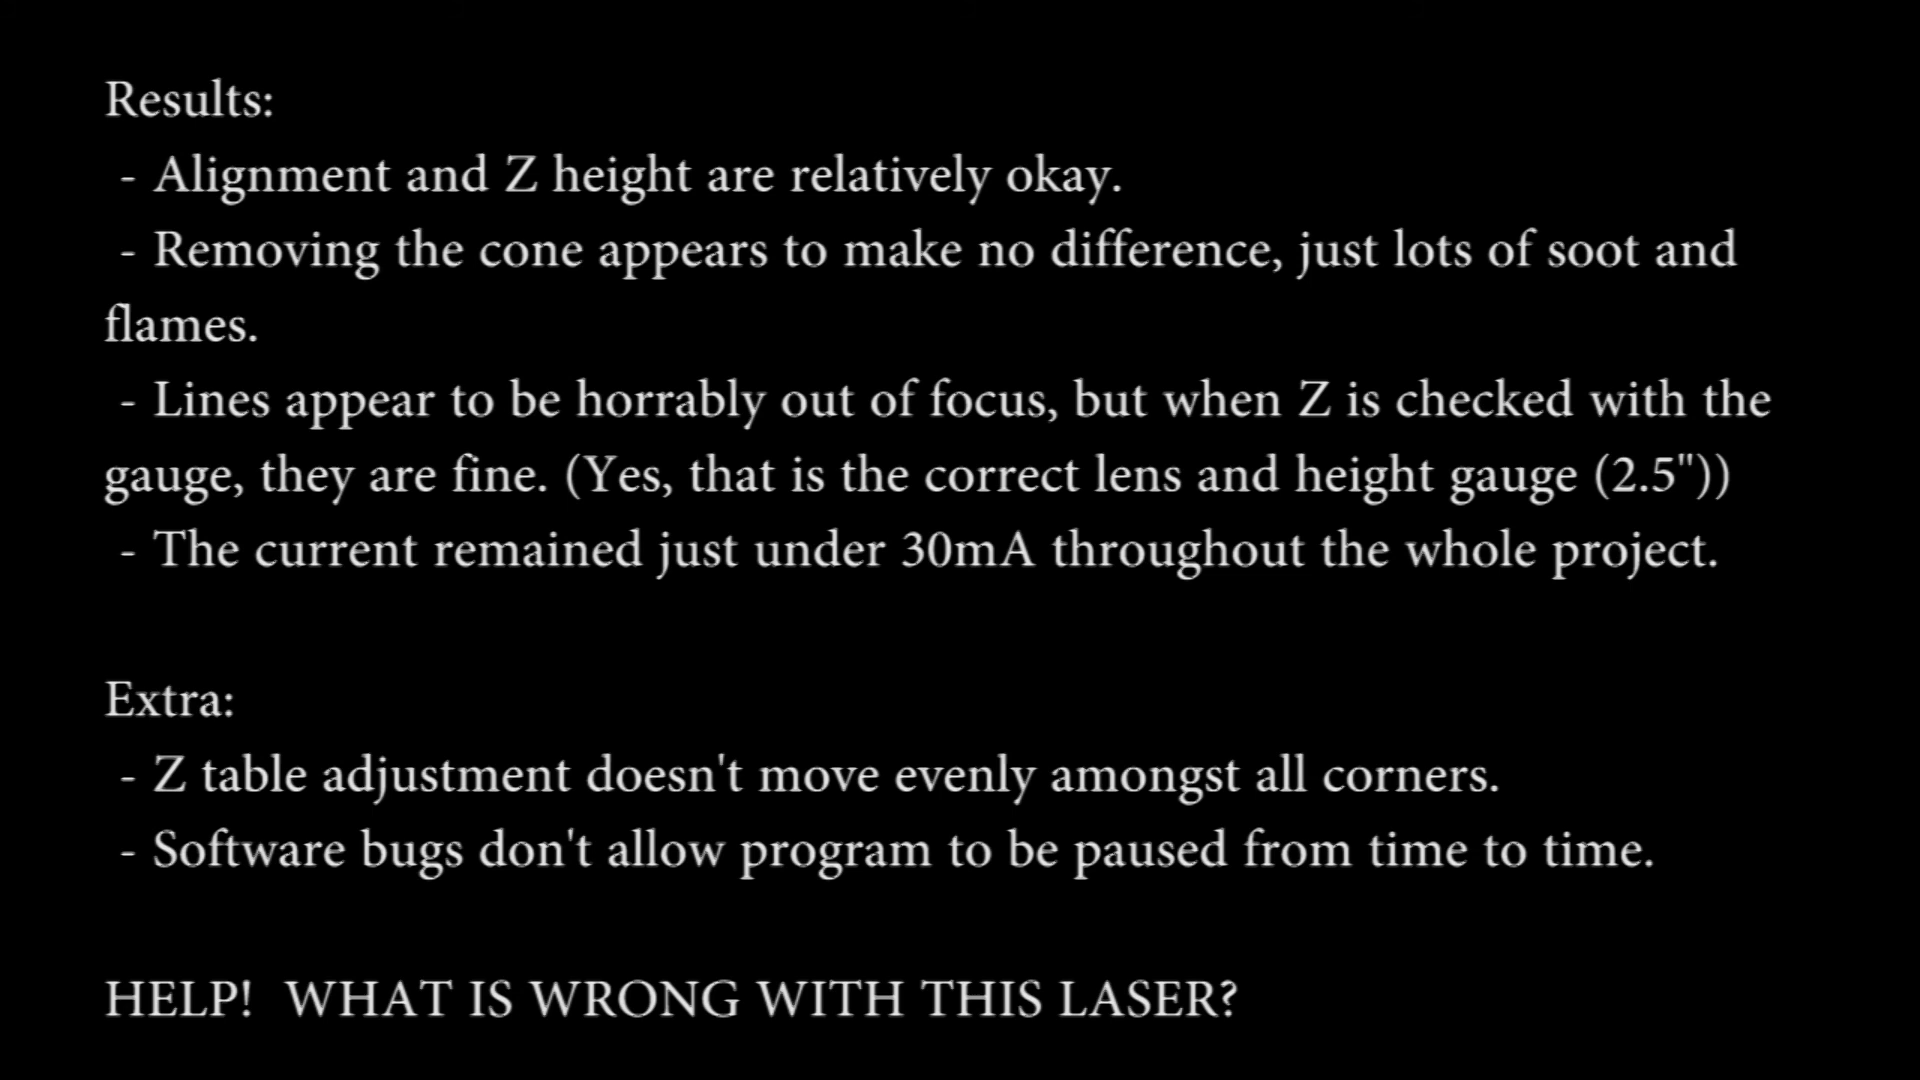 Results:
- Alignment and Z height are relatively okay.
- Removing the cone appears to make no difference, just lots of soot and
flames.
- Lines appear to be horrably out of focus, but when Z is checked with the
gauge, they are fine. (Yes, that is the correct lens and height gauge (2.5"))
- The current remained just under 30mA throughout the whole project.
Extra:
- Z table adjustment doesn't move evenly amongst all corners.
- Software bugs don't allow program to be paused from time to time.
HELP!  WHAT IS WRONG WITH THIS LASER?